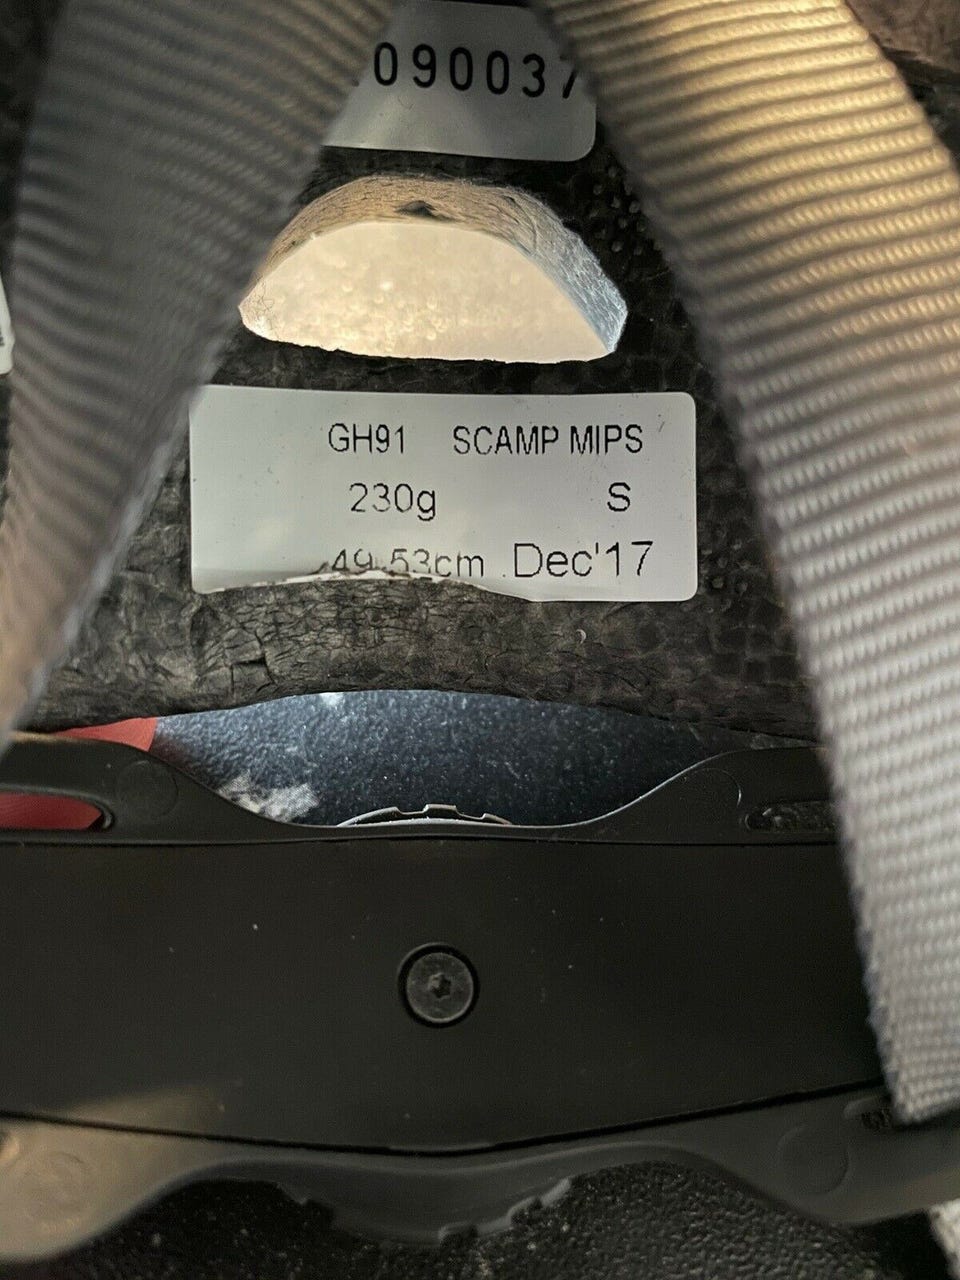 090037
GH91 SCAMP MIPS
230g S
49-53cm Dec'17